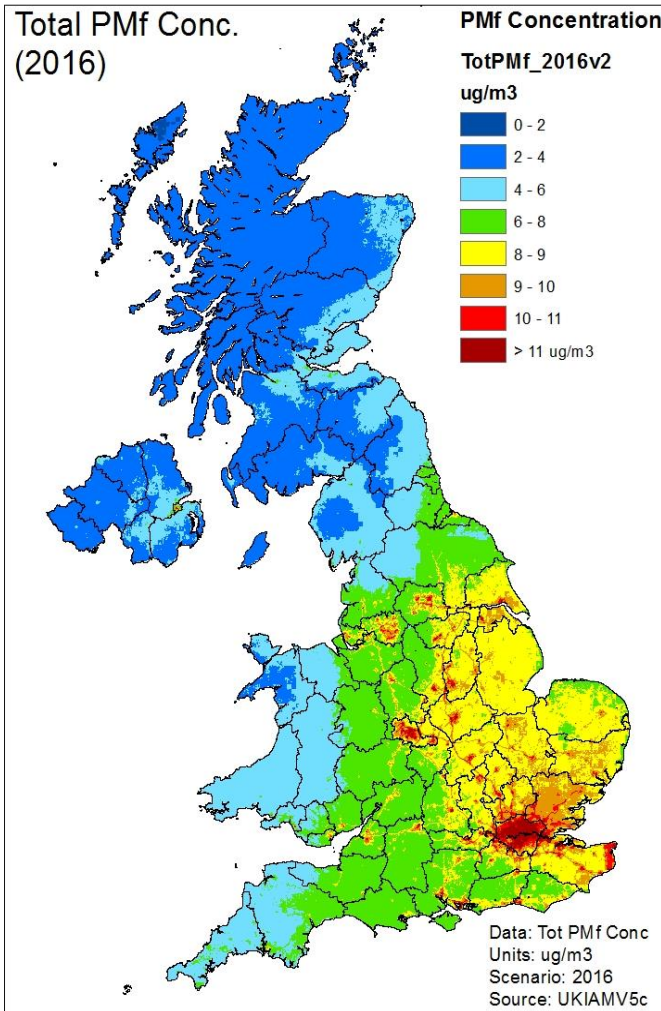 Total PMf Conc.
(2016)
PMf Concentration
TotPMf_2016v2
ug/m3
0 - 2
2 - 4
4 - 6
6 - 8
8 - 9
9 - 10
10 - 11
> 11 ug/m3
Data: Tot PMf Conc
Units: ug/m3
Scenario: 2016
Source: UKIAMV5c